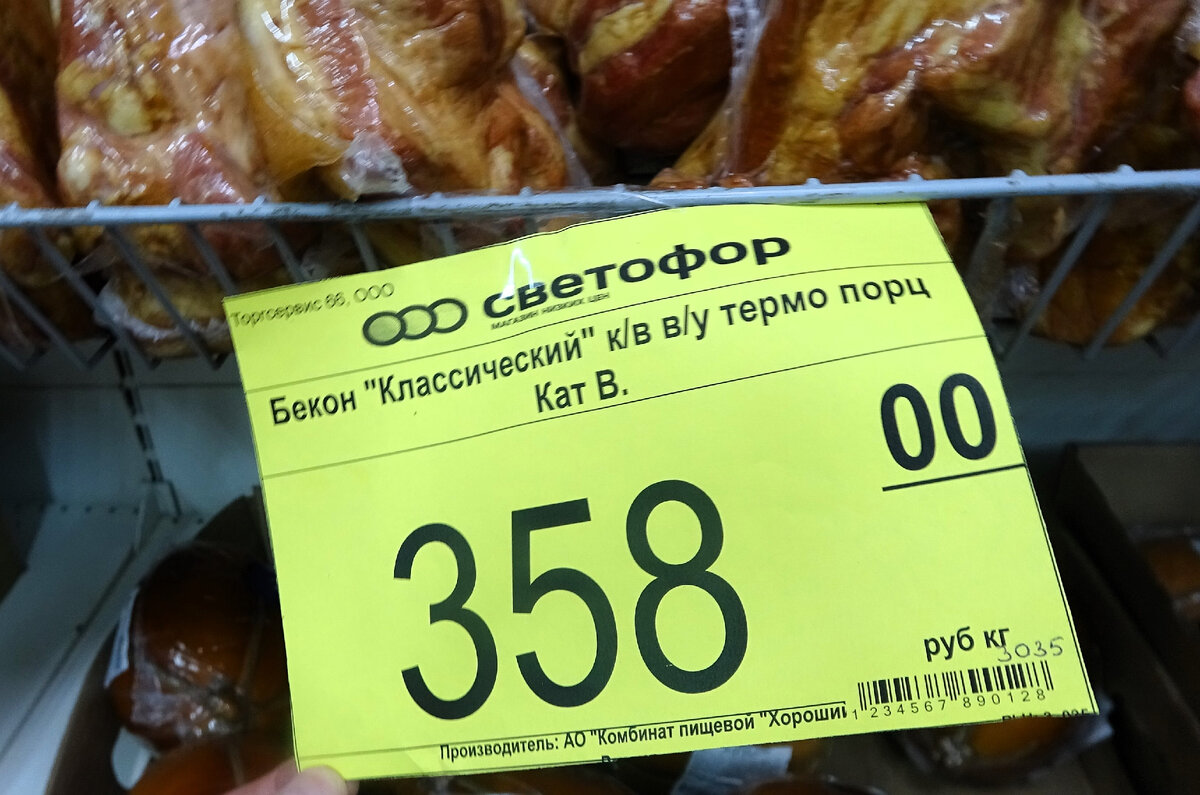 Торгсервис 66, ООО
светофор
МАГАЗИН НИЗКИХ ЦЕН
Бекон "Классический" к/в в/у термо порц
Кат В.
358 00
руб кг
3035
1 234567 890128
Производитель: АО "Комбинат пищевой "Хороший